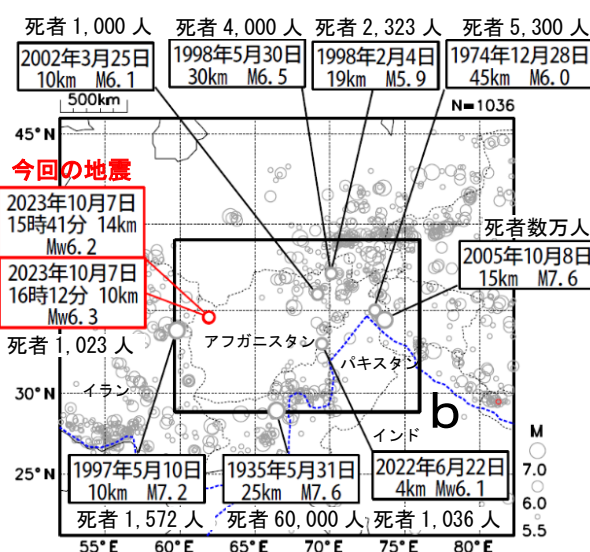 死者 1,000 人
死者 4,000 人
死者 2,323 人
死者 5,300 人
2002年3月25日
10km M6.1
1998年5月30日
30km M6.5
1998年2月4日
19km M5.9
1974年12月28日
45km M6.0
500km
N=1036
45°N
今回の地震
2023年10月7日
15時41分 14km
Mw6.2
2023年10月7日
16時12分 10km
Mw6.3
死者数万人
2005年10月8日
15km M7.6
死者 1,023 人
アフガニスタン
パキスタン
イラン
30°N
b
インド
M
7.0
6.0
5.5
25°N
1997年5月10日
10km M7.2
1935年5月31日
25km M7.6
2022年6月22日
4km Mw6.1
死者 1,572 人
死者 60,000 人
死者 1,036 人
55°E
60°E
65°E
70°E
75°E
80°E